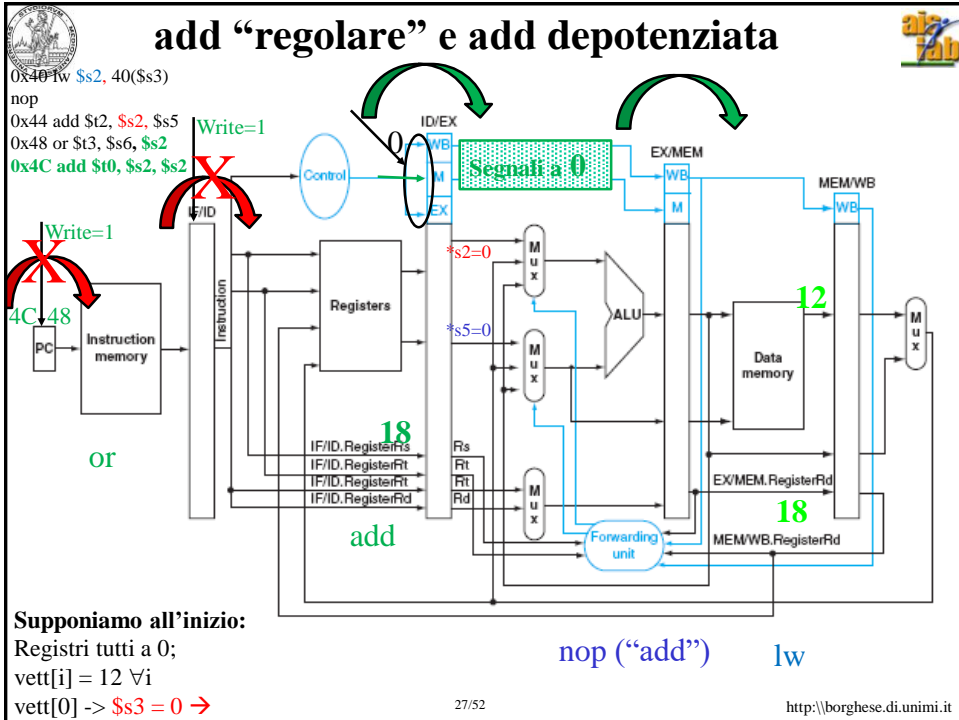 add “regolare” e add depotenziata
0x40 lw $s2, 40($s3)
nop
0x44 add $t2, $s2, $s5
0x48 or $t3, $s6, $s2
0x4C add $t0, $s2, $s2
Write=1
X
IF/ID
Write=1
X
4C 48
PC
Instruction memory
or
Instruction
Control
0
ID/EX
WB
M
EX
Segnali a 0
EX/MEM
WB
M
MEM/WB
WB
Registers
*s2=0
*s5=0
Mux
Mux
Mux
ALU
Data memory
12
Mux
18
IF/ID.RegisterRs
IF/ID.RegisterRt
IF/ID.RegisterRt
IF/ID.RegisterRd
Rs
Rt
Rt
Rd
add
Forwarding unit
EX/MEM.RegisterRd
18
MEM/WB.RegisterRd
nop (“add”)
lw
Supponiamo all'inizio:
Registri tutti a 0;
vett[i] = 12 ∀i
vett[0] -> $s3 = 0 →
27/52
http:\\borghese.di.unimi.it